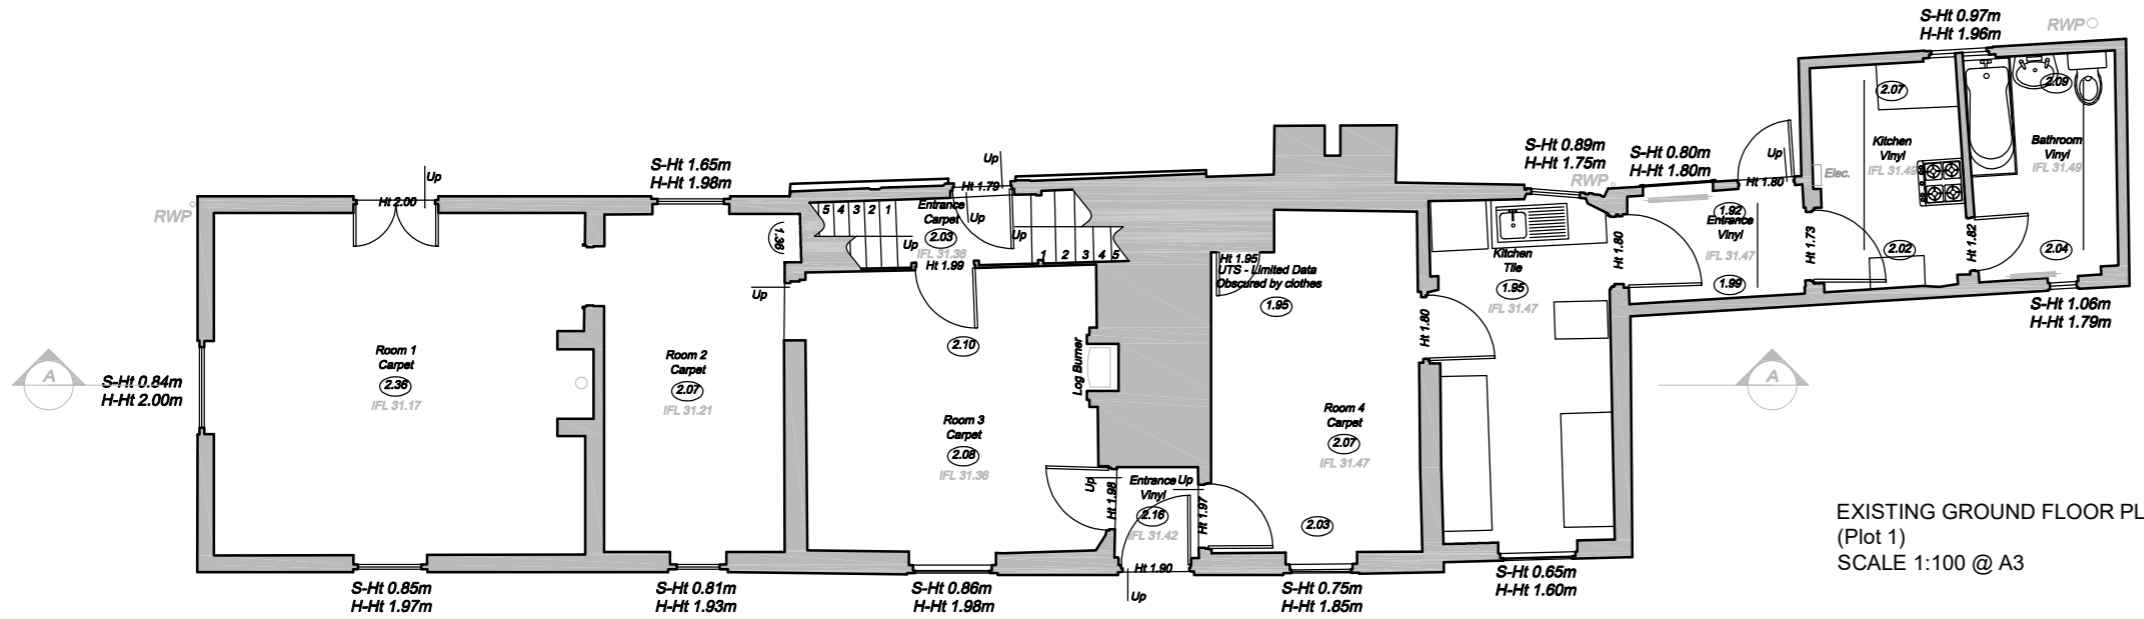 S-Ht 0.97m
H-Ht 1.96m
RWP
S-Ht 0.89m
H-Ht 1.75m
RWP
S-Ht 0.80m
H-Ht 1.80m
Up
Ht 1.80
Elec.
2.07
Kitchen
Vinyl
IFL 31.49
2.02
Ht 1.82
2.09
Bathroom
Vinyl
IFL 31.49
2.04
S-Ht 1.06m
H-Ht 1.79m
S-Ht 1.65m
H-Ht 1.98m
Up
Ht 2.00
RWP
Up
Ht 1.79
5 4 3 2 1
Entrance
Carpet
2.03
IFL 31.36
Ht 1.99
Up
Up
Up
1 2 3 4 5
1.36
Up
Ht 1.95
UTS - Limited Data
Obscured by clothes
1.95
Kitchen
Tile
1.95
IFL 31.47
Ht 1.80
Ht 1.80
1.92
Entrance
Vinyl
IFL 31.47
1.99
Ht 1.73
A
S-Ht 0.84m
H-Ht 2.00m
Room 1
Carpet
2.36
IFL 31.17
Room 2
Carpet
2.07
IFL 31.21
2.10
Log Burner
Room 3
Carpet
2.08
IFL 31.36
Room 4
Carpet
2.07
IFL 31.47
2.03
A
Up
Ht 1.98
Entrance
Vinyl
2.16
IFL 31.42
Up
Ht 1.97
Ht 1.90
Up
S-Ht 0.85m
H-Ht 1.97m
S-Ht 0.81m
H-Ht 1.93m
S-Ht 0.86m
H-Ht 1.98m
S-Ht 0.75m
H-Ht 1.85m
S-Ht 0.65m
H-Ht 1.60m
EXISTING GROUND FLOOR PL
(Plot 1)
SCALE 1:100 @ A3